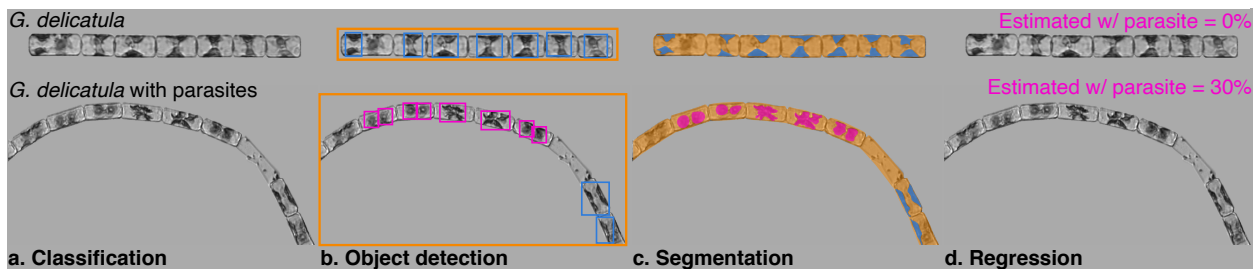 G. delicatula
Estimated w/ parasite = 0%
G. delicatula with parasites
Estimated w/ parasite = 30%
a. Classification
b. Object detection
c. Segmentation
d. Regression